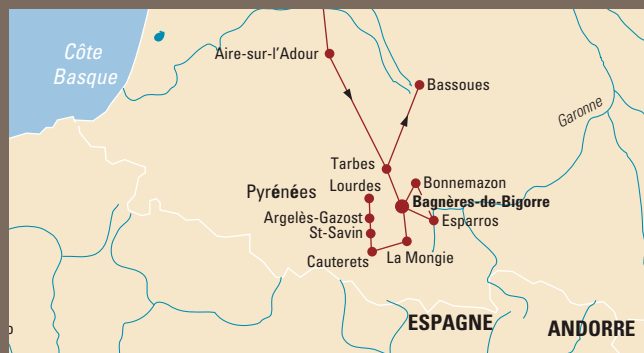 Côte
Basque
Aire-sur-l'Adour
Bassoues
Garonne
Tarbes
Lourdes
Bonnemazon
Pyrénées
Bagnères-de-Bigorre
Argelès-Gazost
Esparros
St-Savin
Cauterets
La Mongie
ESPAGNE
ANDORRE